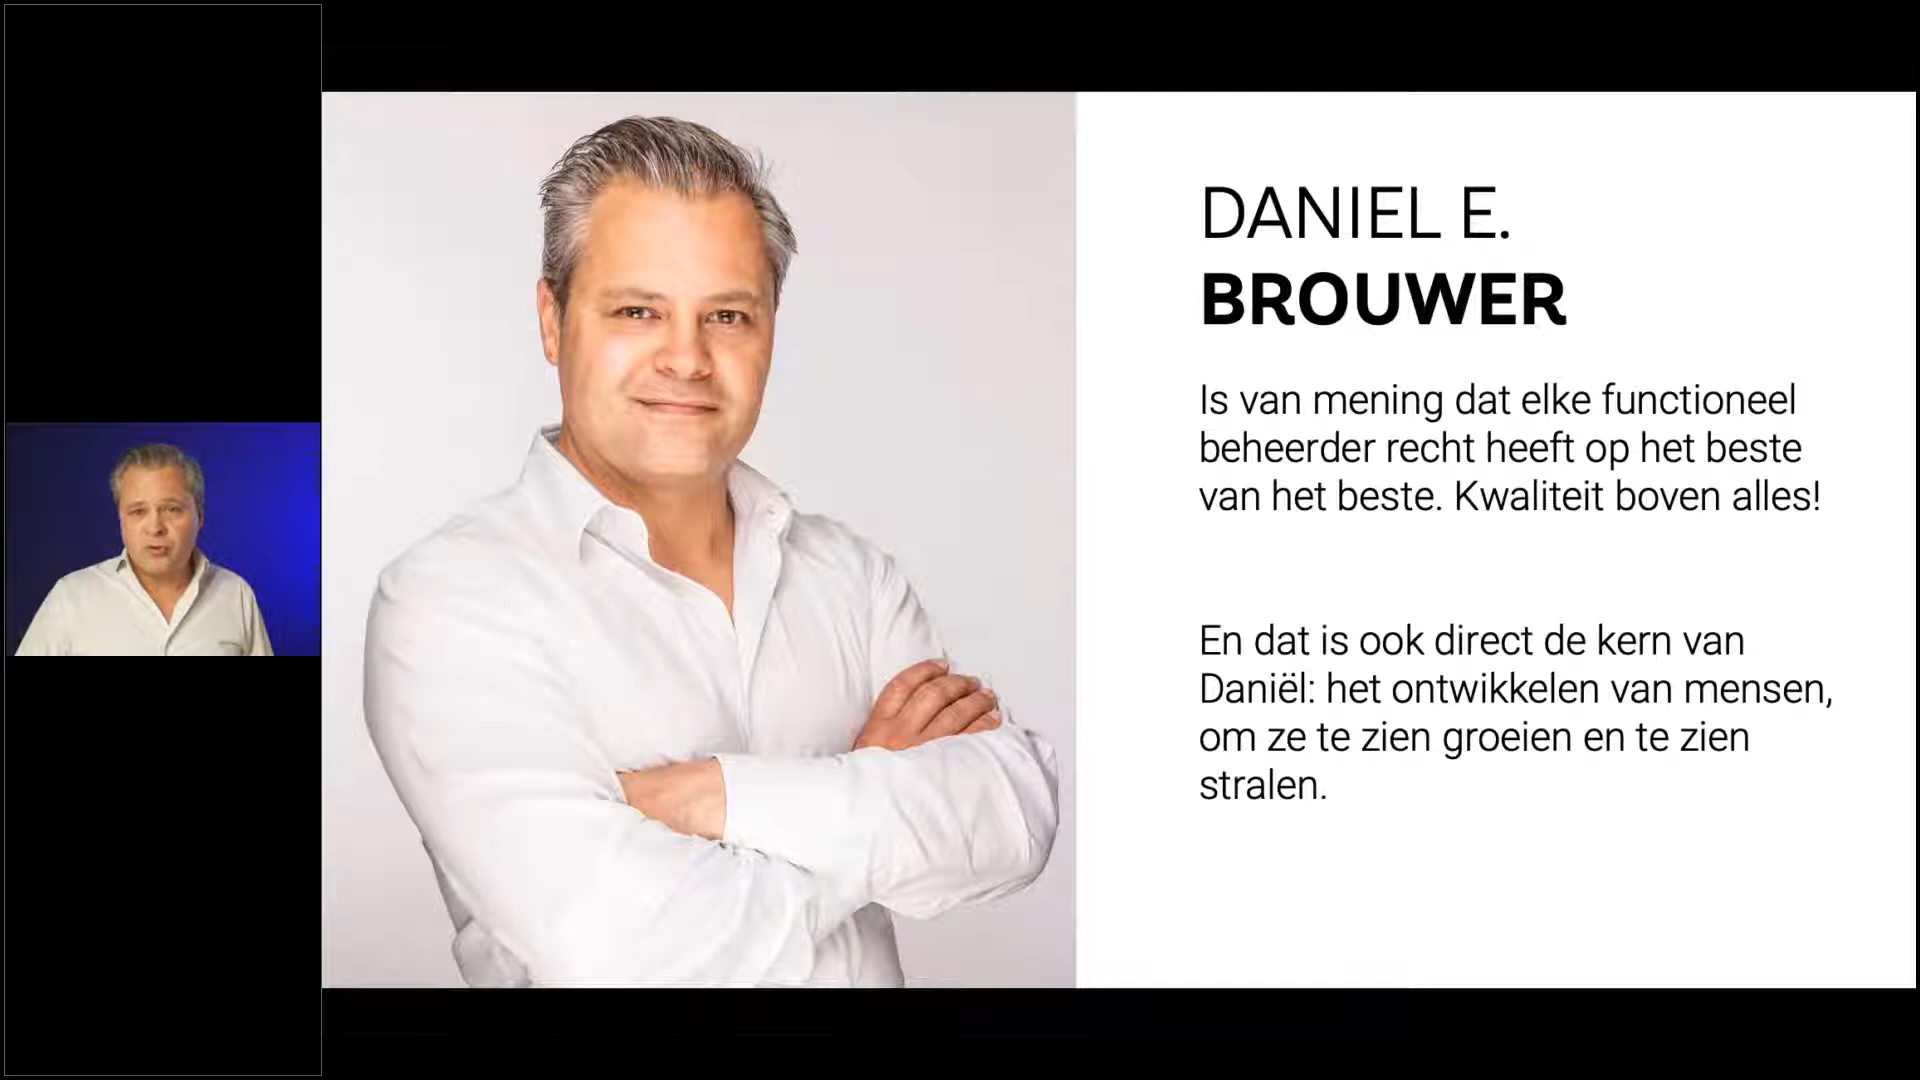 DANIEL E.
BROUWER
Is van mening dat elke functioneel
beheerder recht heeft op het beste
van het beste. Kwaliteit boven alles!
En dat is ook direct de kern van
Daniël: het ontwikkelen van mensen,
om ze te zien groeien en te zien
stralen.